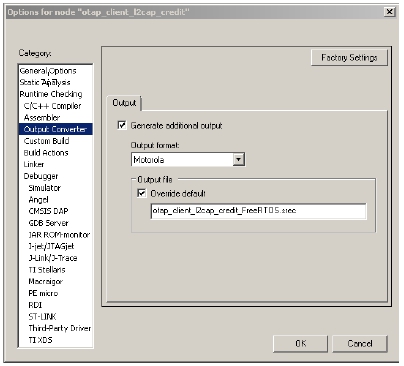 Options for node "otap_client_l2cap_credit"
Category:
General Options
Static Analysis
Runtime Checking
C/C++ Compiler
Assembler
Output Converter
Custom Build
Build Actions
Linker
Debugger
Simulator
Angel
CMSIS DAP
GDB Server
IAR ROM-monitor
I-jet/JTAGjet
J-Link/J-Trace
TI Stellaris
Macraigor
PE micro
RDI
ST-LINK
Third-Party Driver
TI XDS
Factory Settings
Output
Generate additional output
Output format:
Motorola
Output file
Override default
otap_client_l2cap_credit_FreeRTOS.srec
OK
Cancel